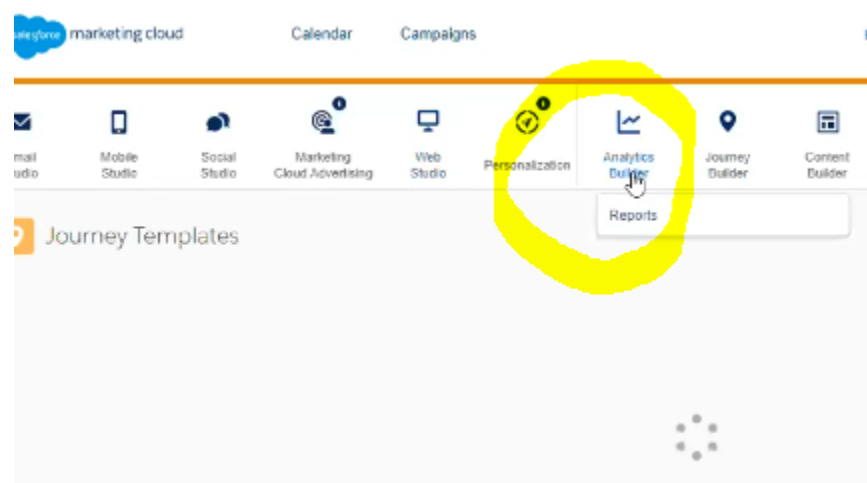 salesforce marketing cloud
Calendar
Campaigns
Mobile
Studio
Social
Studio
Marketing
Cloud Advertising
Web
Studio
Personalization
Analytics
Builder
Journey
Builder
Content
Builder
Reports
Journey Templates